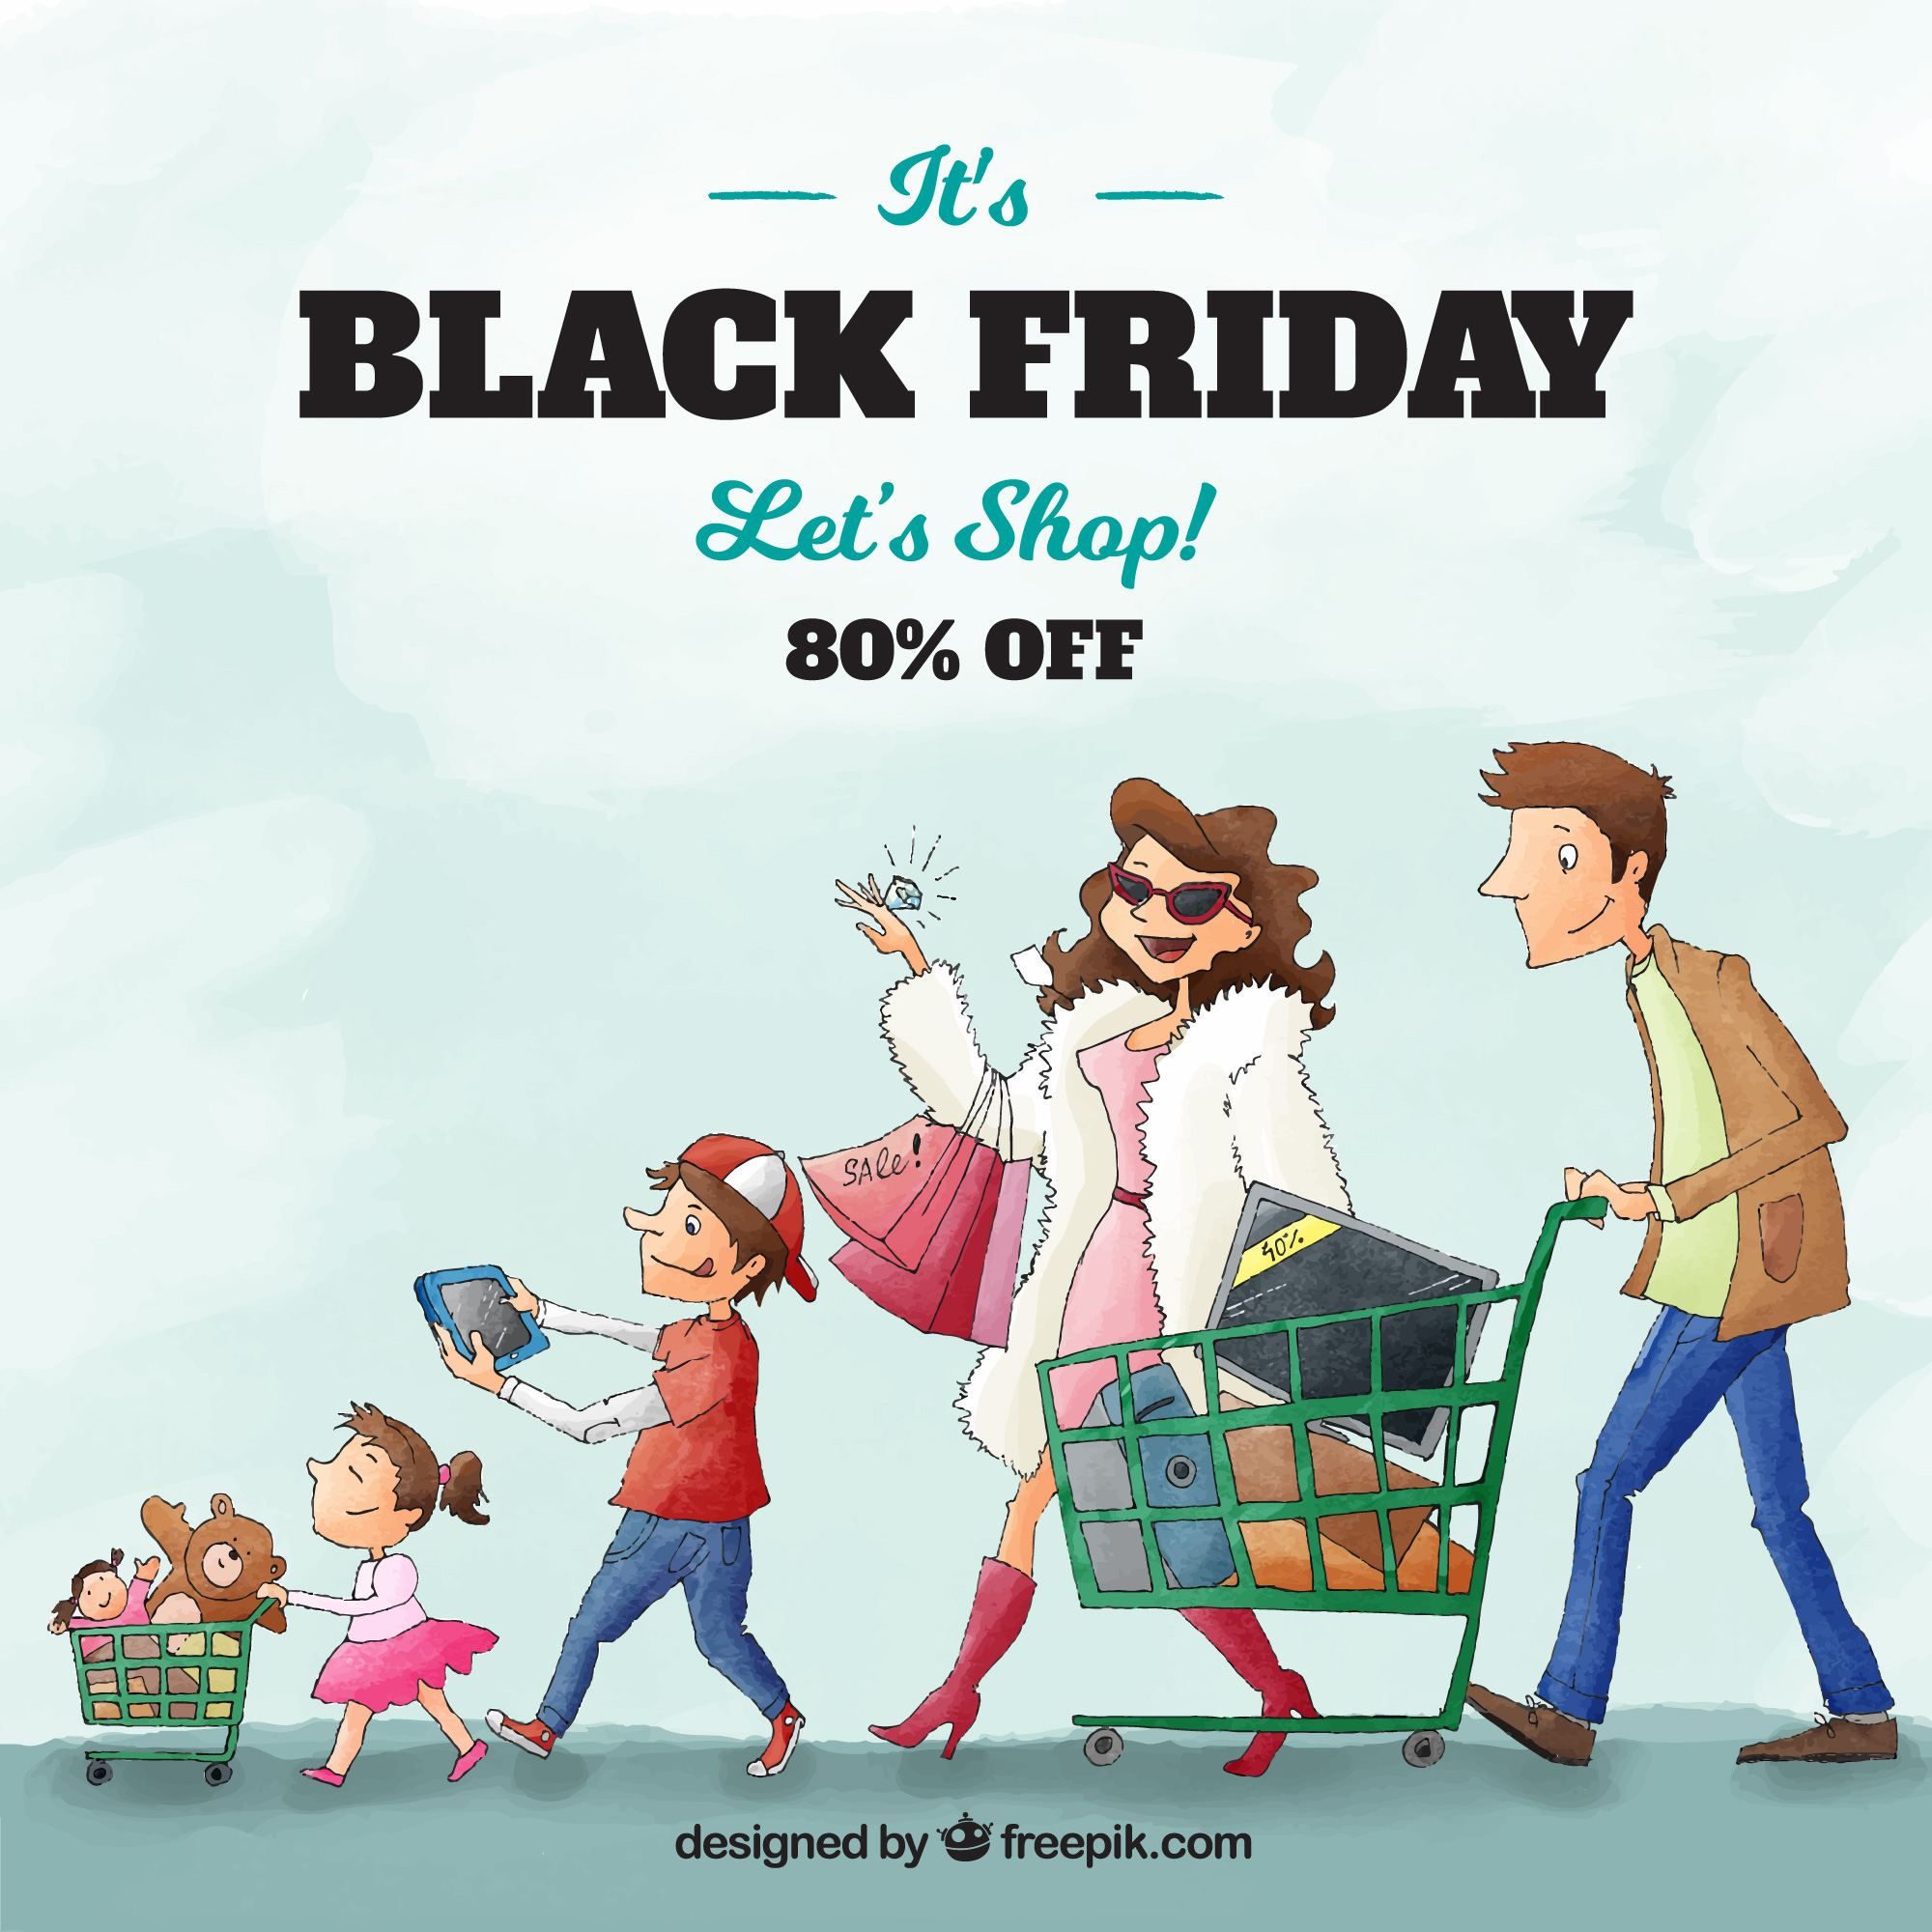 It's
BLACK FRIDAY
Let's Shop!
80% OFF
SALe!
40%
designed by freepik.com